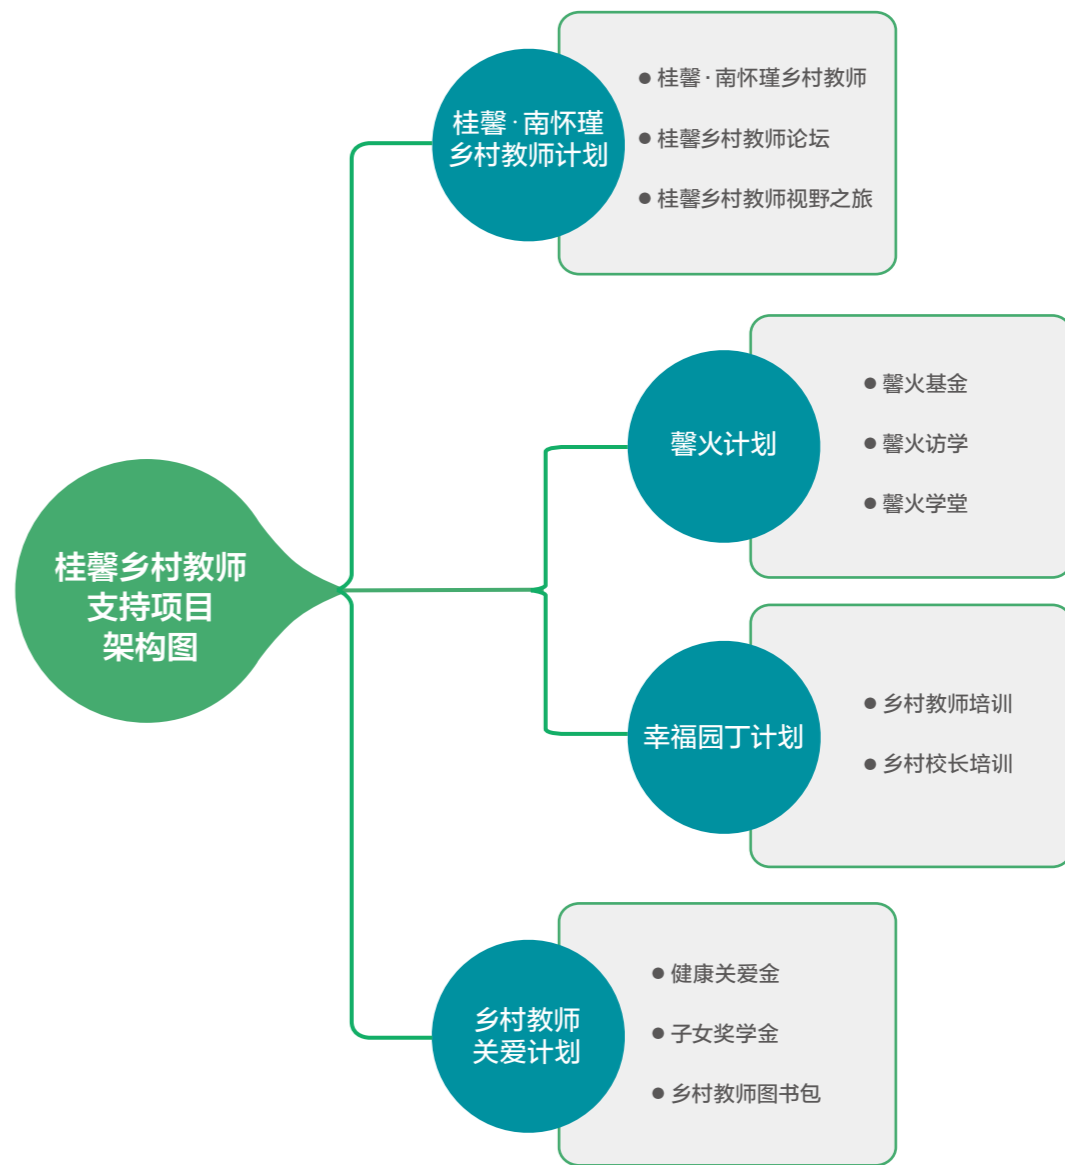 桂馨乡村教师
支持项目
架构图
桂馨·南怀瑾
乡村教师计划
● 桂馨·南怀瑾乡村教师
● 桂馨乡村教师论坛
● 桂馨乡村教师视野之旅
馨火计划
● 馨火基金
● 馨火访学
● 馨火学堂
幸福园丁计划
● 乡村教师培训
● 乡村校长培训
乡村教师
关爱计划
● 健康关爱金
● 子女奖学金
● 乡村教师图书包